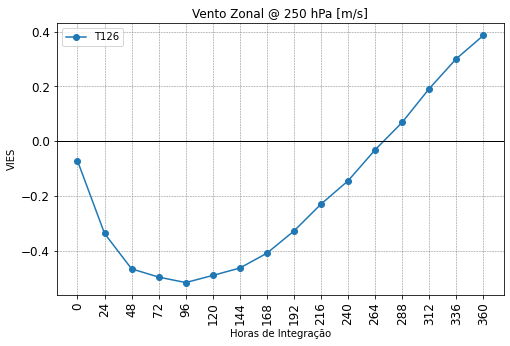 Vento Zonal @ 250 hPa [m/s]
T126
VIES
0.4
0.2
0.0
−0.2
−0.4
0 24 48 72 96 120 144 168 192 216 240 264 288 312 336 360
Horas de Integração